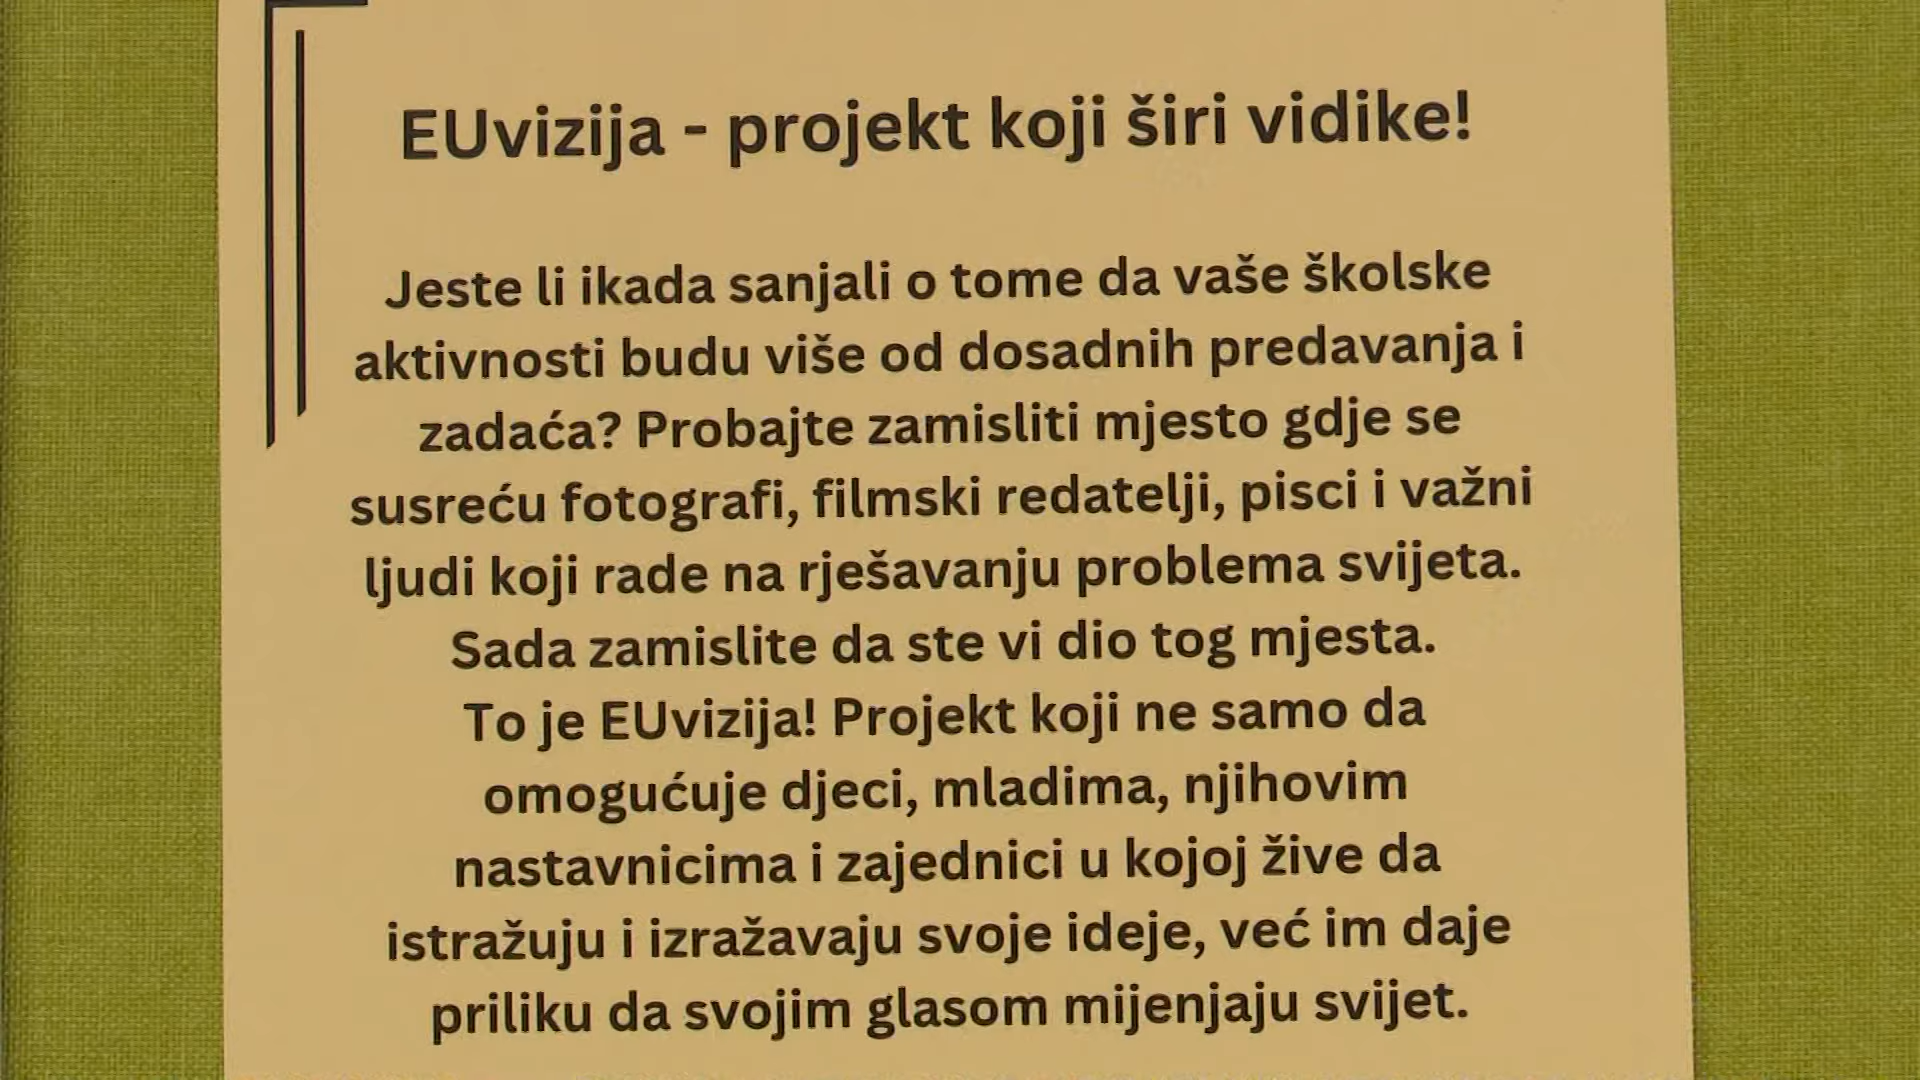 EUvizija - projekt koji širi vidike!
Jeste li ikada sanjali o tome da vaše školske
aktivnosti budu više od dosadnih predavanja i
zadaća? Probajte zamisliti mjesto gdje se
susreću fotografi, filmski redatelji, pisci i važni
ljudi koji rade na rješavanju problema svijeta.
Sada zamislite da ste vi dio tog mjesta.
To je EUvizija! Projekt koji ne samo da
omogućuje djeci, mladima, njihovim
nastavnicima i zajednici u kojoj žive da
istražuju i izražavaju svoje ideje, već im daje
priliku da svojim glasom mijenjaju svijet.